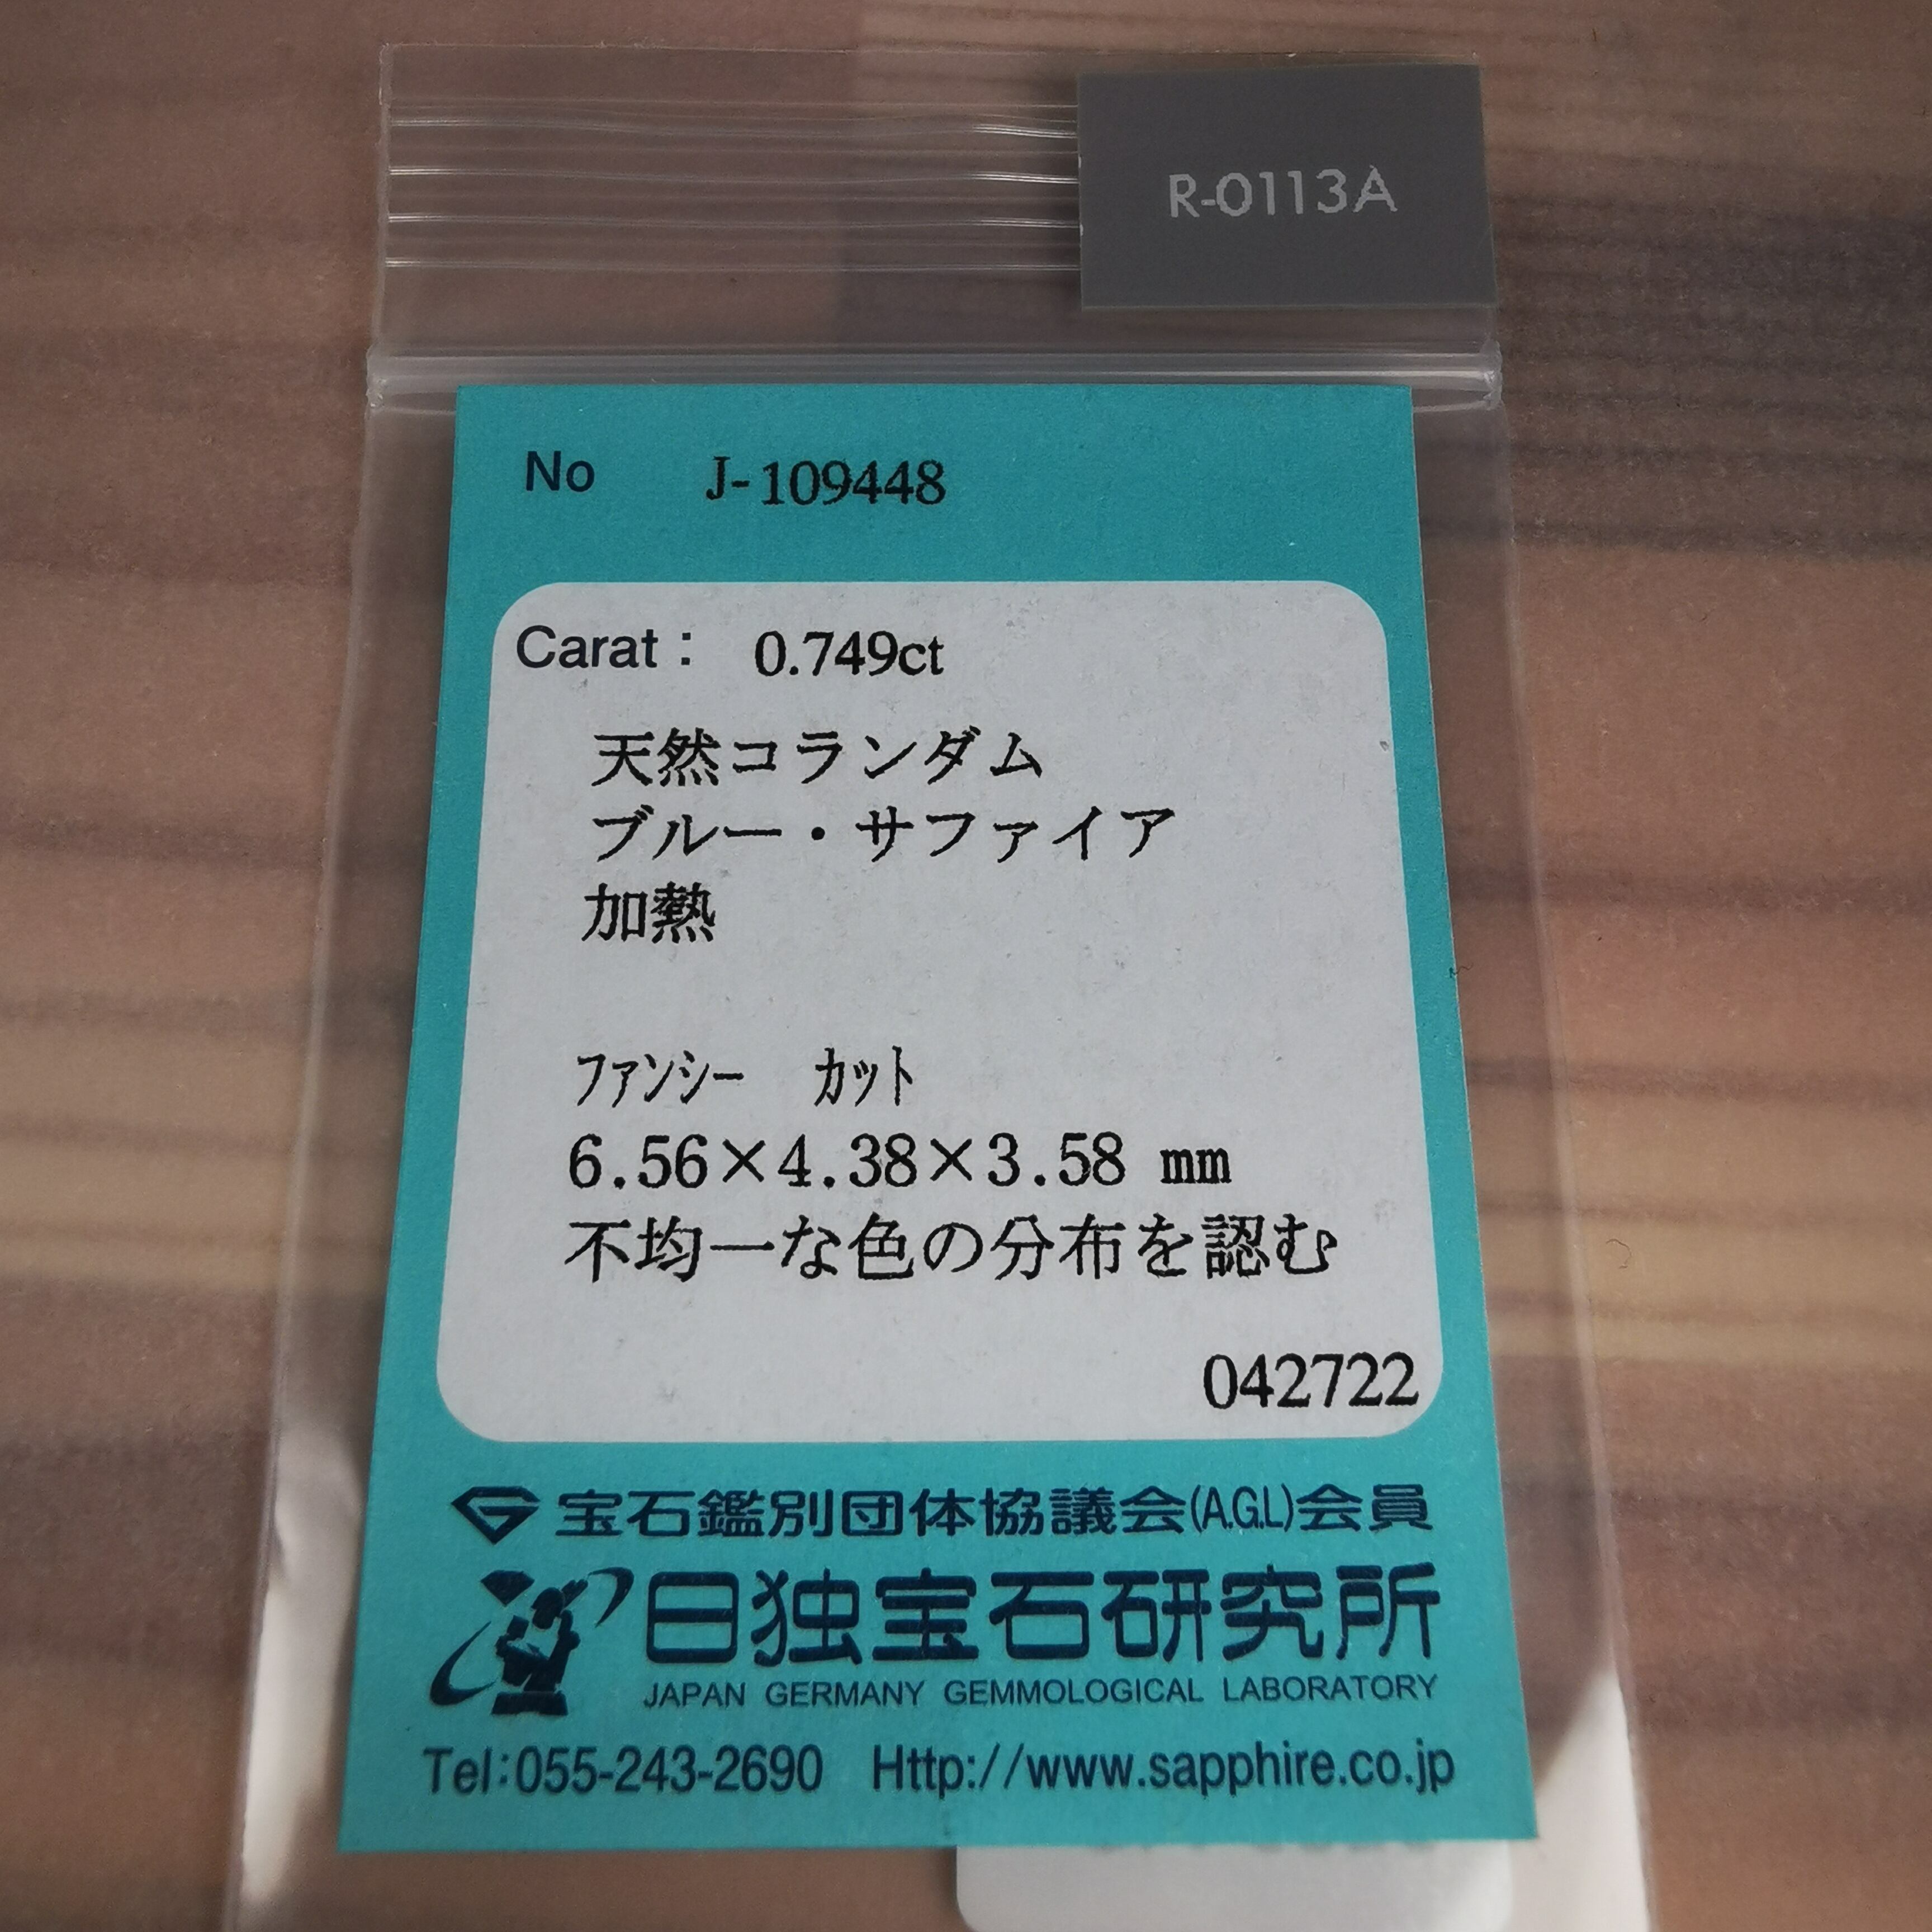 R-0113A
No J-109448
Carat： 0.749ct
天然コランダム
ブルー・サファイア
加熱
ﾌｧﾝｼｰ ｶｯﾄ
6.56×4.38×3.58 mm
不均一な色の分布を認む
042722
宝石鑑別団体協議会(A.G.L)会員
日独宝石研究所
JAPAN GERMANY GEMMOLOGICAL LABORATORY
Tel:055-243-2690 Http://www.sapphire.co.jp